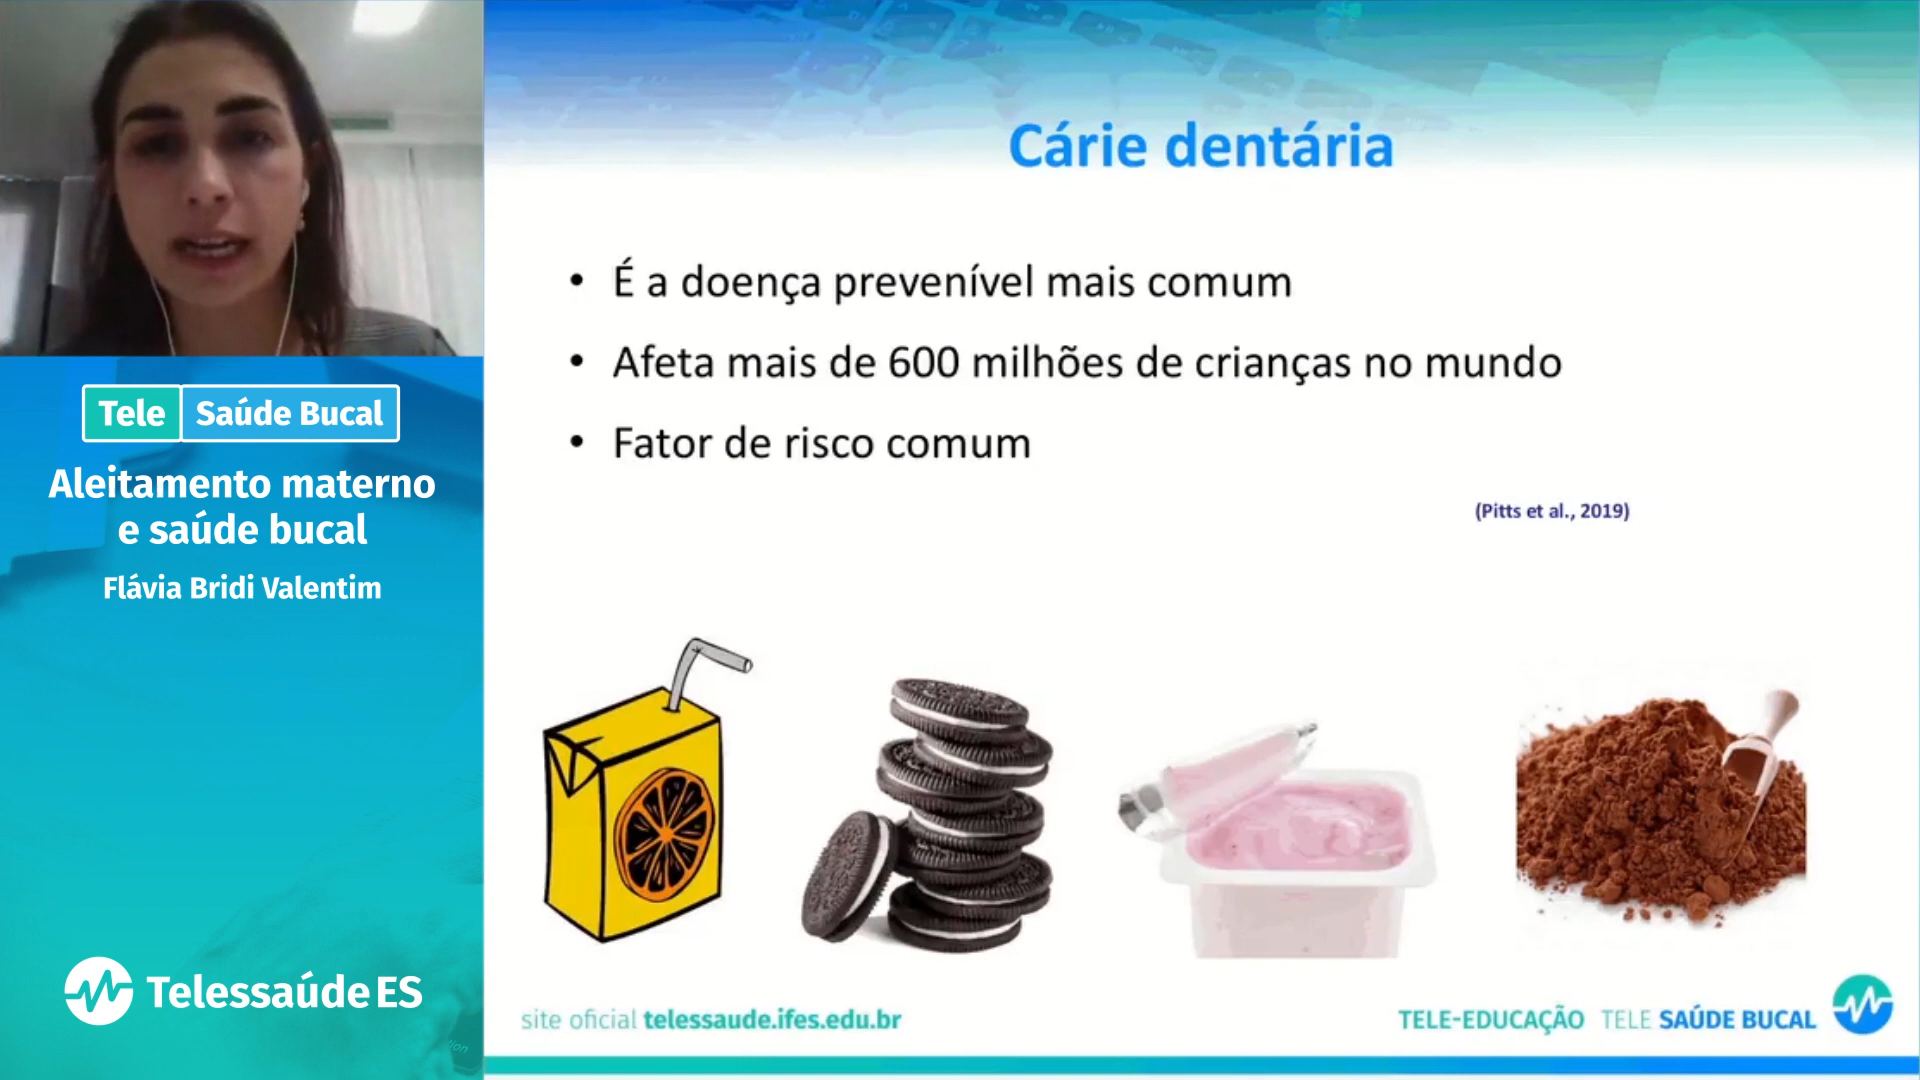 Tele Saúde Bucal
Aleitamento materno
e saúde bucal
Flávia Bridi Valentim
TelessaúdeES
Cárie dentária
• É a doença prevenível mais comum
• Afeta mais de 600 milhões de crianças no mundo
• Fator de risco comum
(Pitts et al., 2019)
site oficial telessaude.ifes.edu.br
TELE-EDUCAÇÃO TELE SAÚDE BUCAL